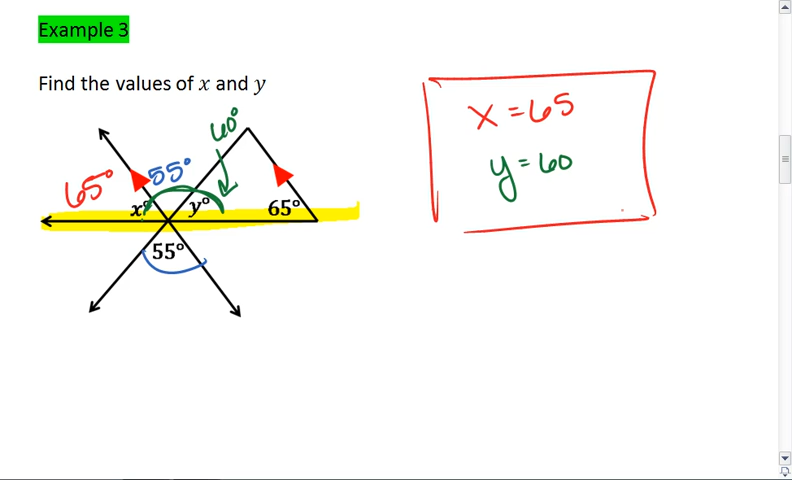 Example 3
Find the values of x and y
60°
65°
55°
x°
y°
65°
55°
x = 65
y = 60